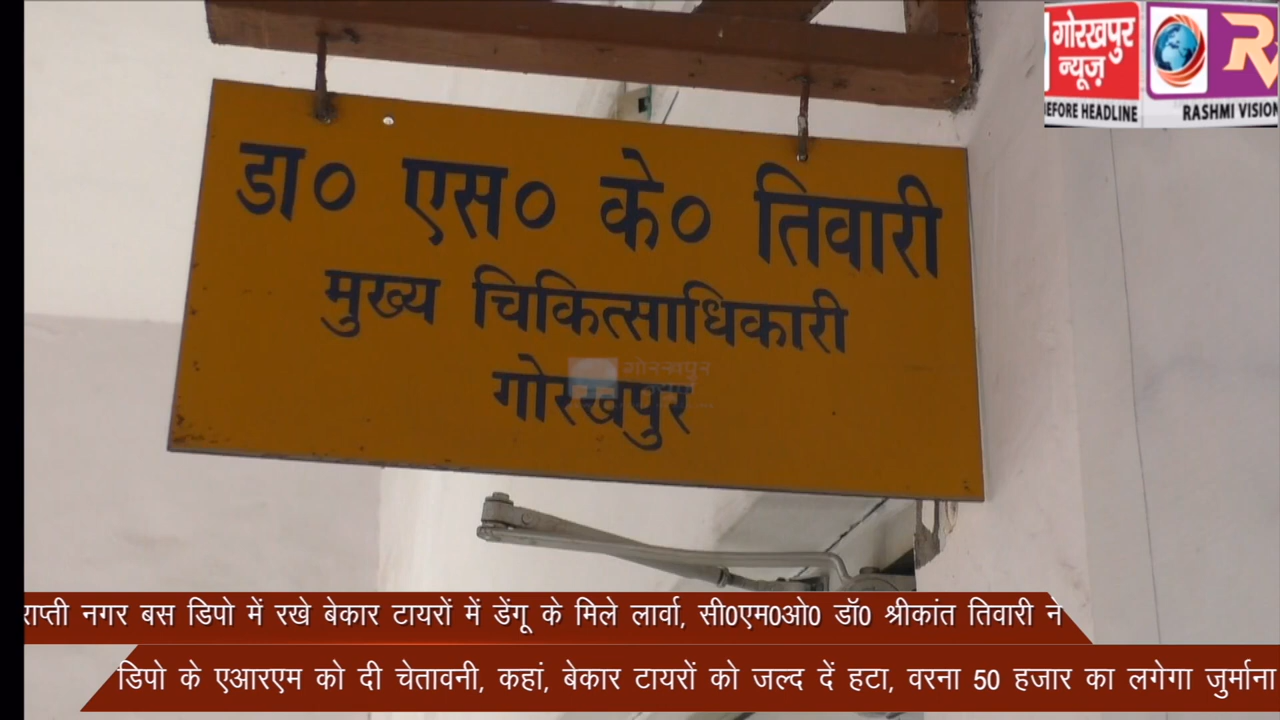 गोरखपुर
न्यूज़
BEFORE HEADLINE
RASHMI VISION
डा० एस० के० तिवारी
मुख्य चिकित्साधिकारी
गोरखपुर
राप्ती नगर बस डिपो में रखे बेकार टायरों में डेंगू के मिले लार्वा, सी0एम0ओ0 डॉ0 श्रीकांत तिवारी ने
डिपो के एआरएम को दी चेतावनी, कहां, बेकार टायरों को जल्द दें हटा, वरना 50 हजार का लगेगा जुर्माना